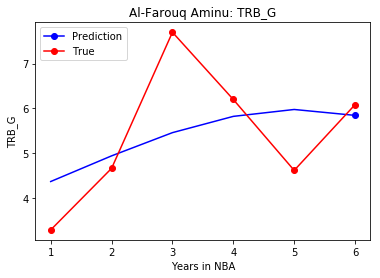 Al-Farouq Aminu: TRB_G
Prediction
True
7
6
5
4
TRB_G
1 2 3 4 5 6
Years in NBA